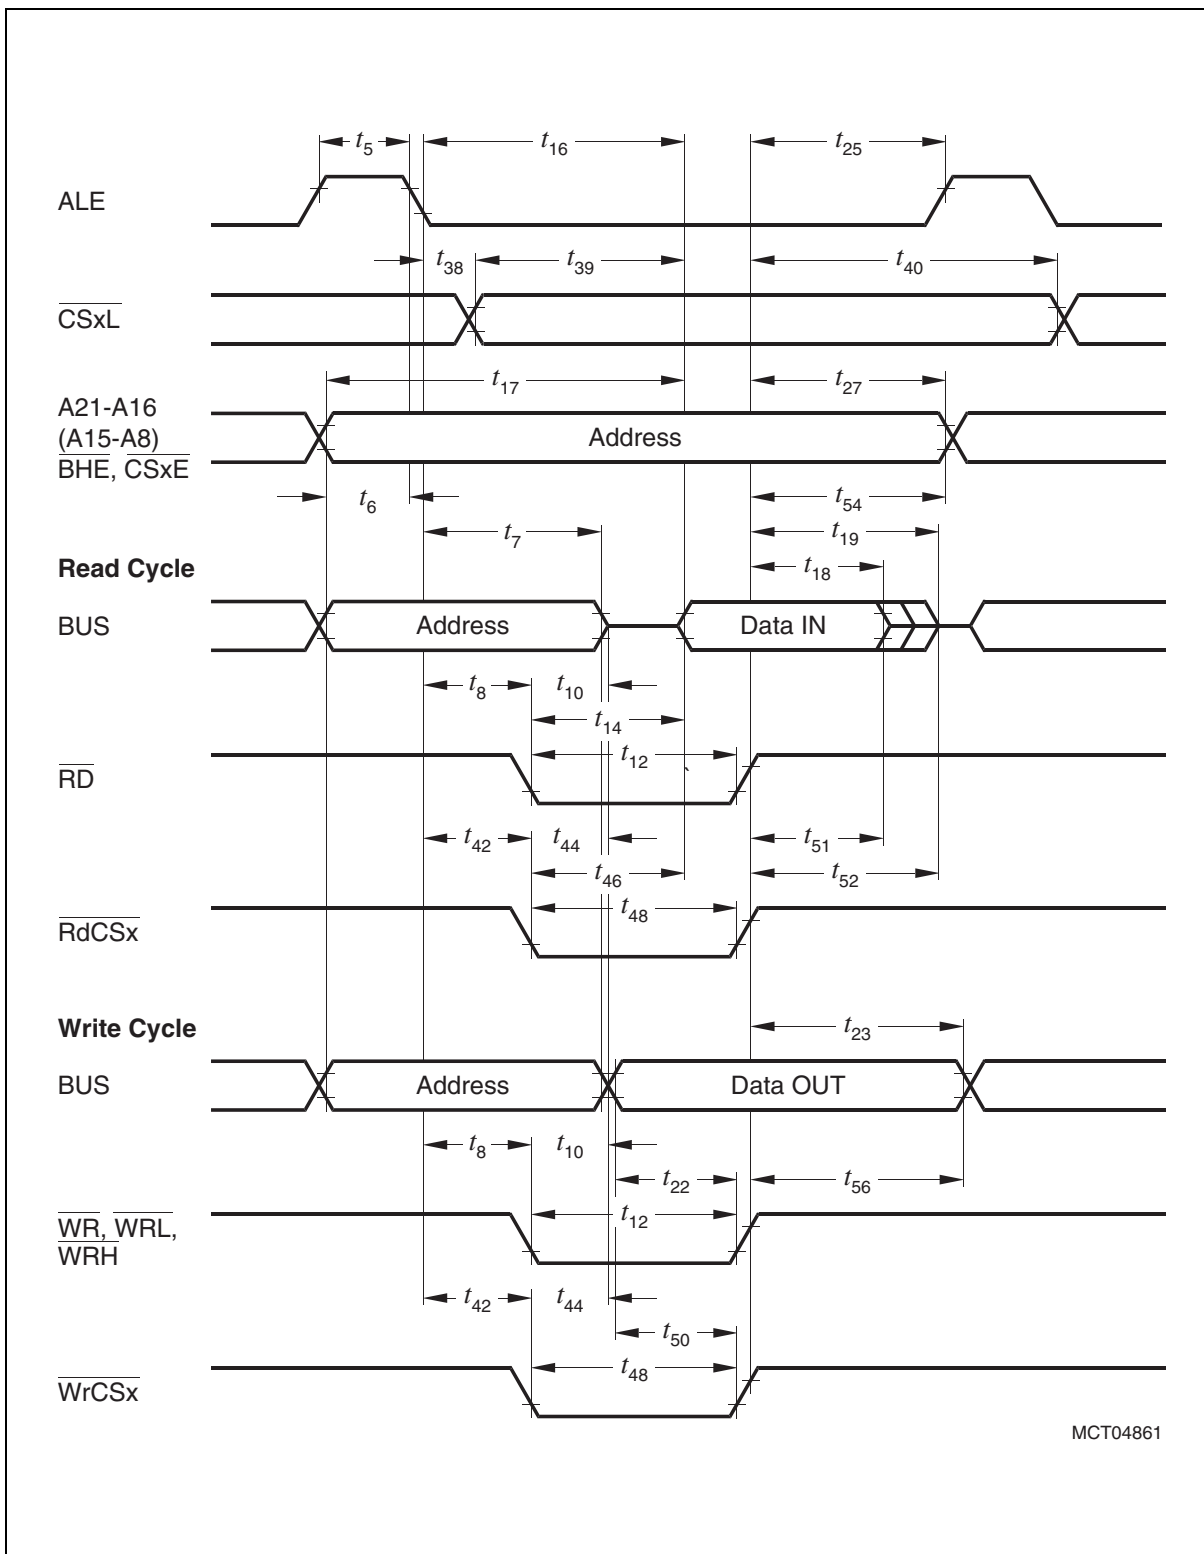 t5 t16 t25
ALE
t38 t39 t40
CSxL
t17 t27
A21-A16
(A15-A8)
BHE, CSxE
Address
t6 t54
t7 t19
Read Cycle
t18
BUS Address Data IN
t8 t10
t14
t12
RD
t42 t44 t51
t46 t52
t48
RdCSx
Write Cycle
t23
BUS Address Data OUT
t8 t10
t22 t56
t12
WR, WRL,
WRH
t42 t44
t50
t48
WrCSx
MCT04861